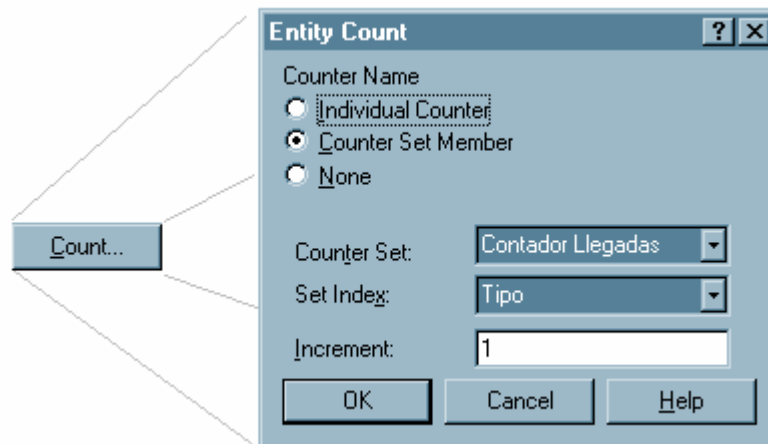 Entity Count
Counter Name
Individual Counter
Counter Set Member
None
Count...
Counter Set: Contador Llegadas
Set Index: Tipo
Increment: 1
OK Cancel Help